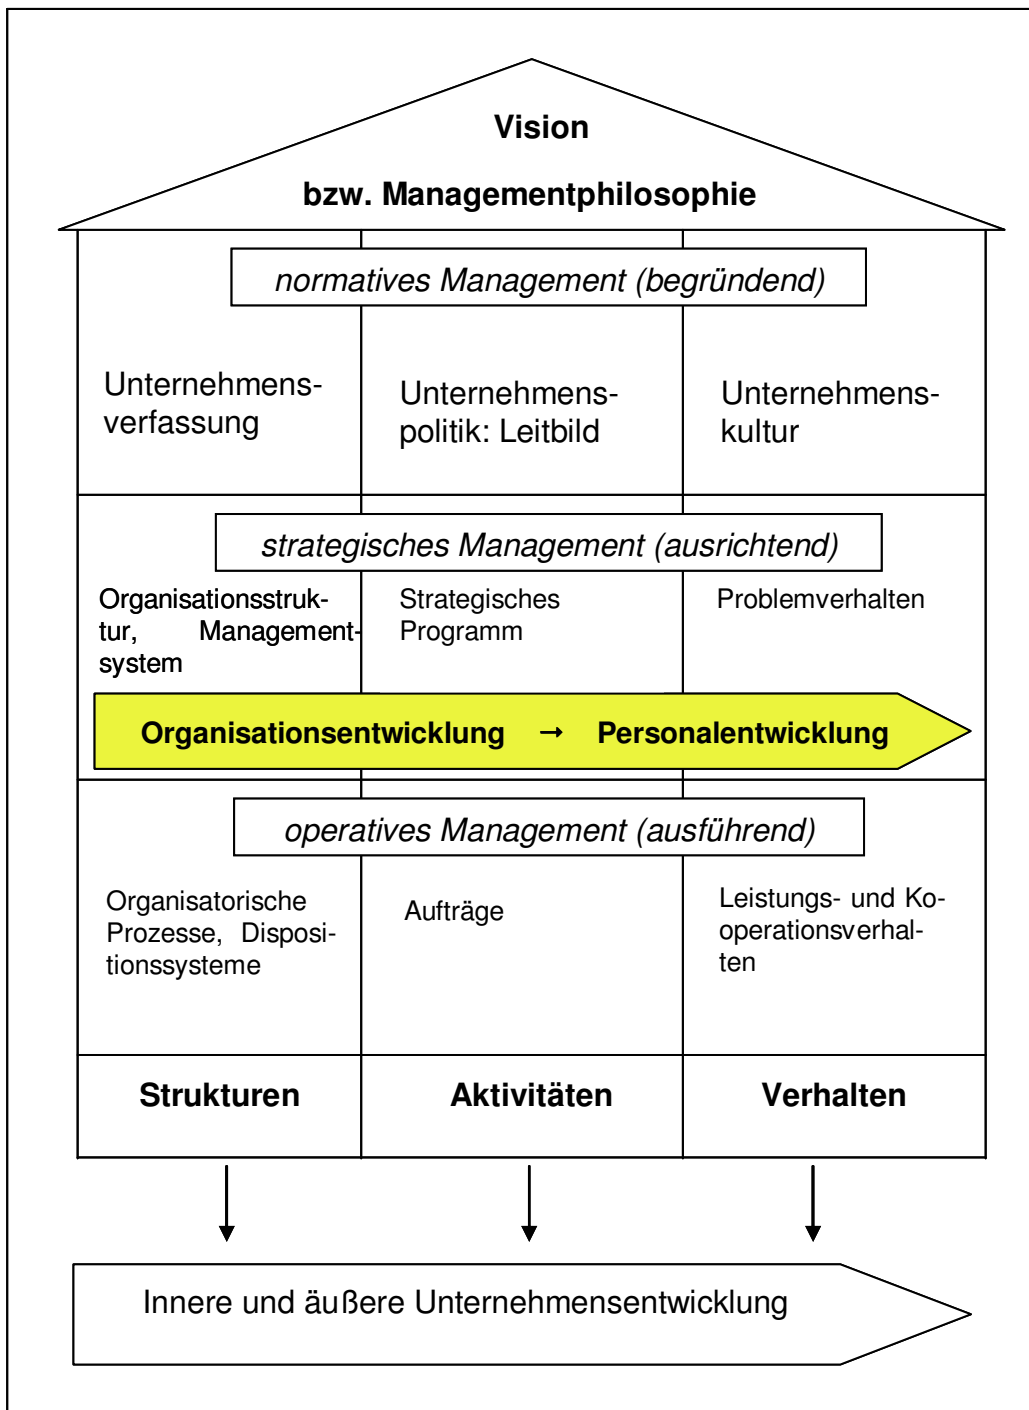 Vision
bzw. Managementphilosophie
normatives Management (begründend)
Unternehmens-
verfassung
Unternehmens-
politik: Leitbild
Unternehmens-
kultur
strategisches Management (ausrichtend)
Organisationsstruk-
tur, Management-
system
Strategisches
Programm
Problemverhalten
Organisationsentwicklung → Personalentwicklung
operatives Management (ausführend)
Organisatorische
Prozesse, Disposi-
tionssysteme
Aufträge
Leistungs- und Ko-
operationsverhal-
ten
Strukturen
Aktivitäten
Verhalten
Innere und äußere Unternehmensentwicklung